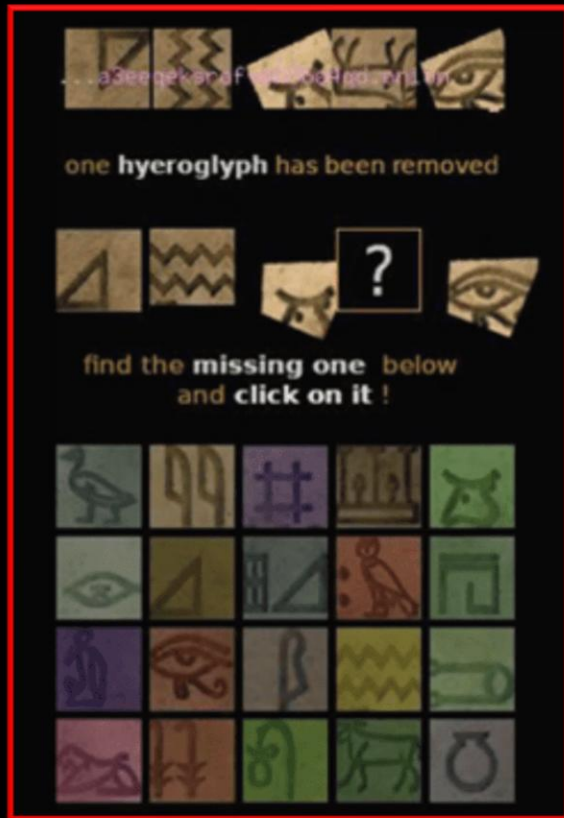 one hyeroglyph has been removed
?
find the missing one below
and click on it !